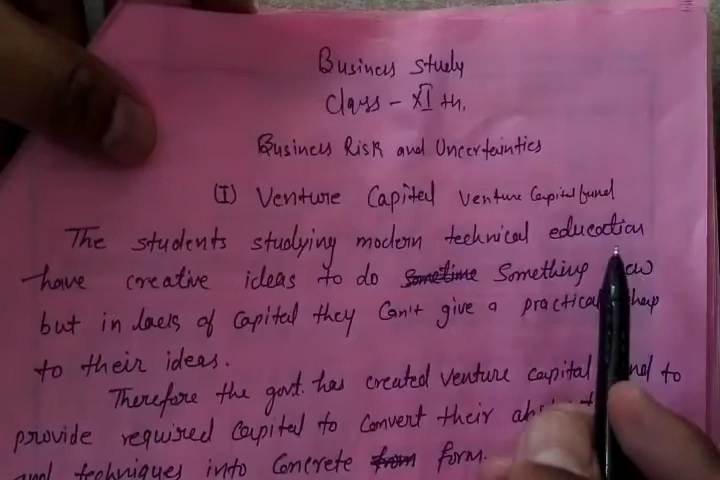 Business Study
Class - XI th.
Business Risk and Uncertainties
(I) Venture Capital Venture Capital fund
The students studying modern technical education
have creative ideas to do sometime Something
but in lack of Capital they Can't give a practical shap
to their ideas.
Therefore the govt. has created venture capital to
provide required Capital to Convert their
and techniques into Concrete from form.